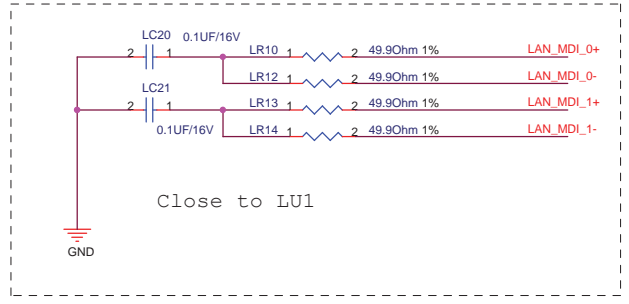 LC20 0.1UF/16V
2 1 LR10 1 2 49.9Ohm 1% LAN_MDI_0+
LR12 1 2 49.9Ohm 1% LAN_MDI_0-
LC21
2 1 LR13 1 2 49.9Ohm 1% LAN_MDI_1+
0.1UF/16V LR14 1 2 49.9Ohm 1% LAN_MDI_1-
Close to LU1
GND